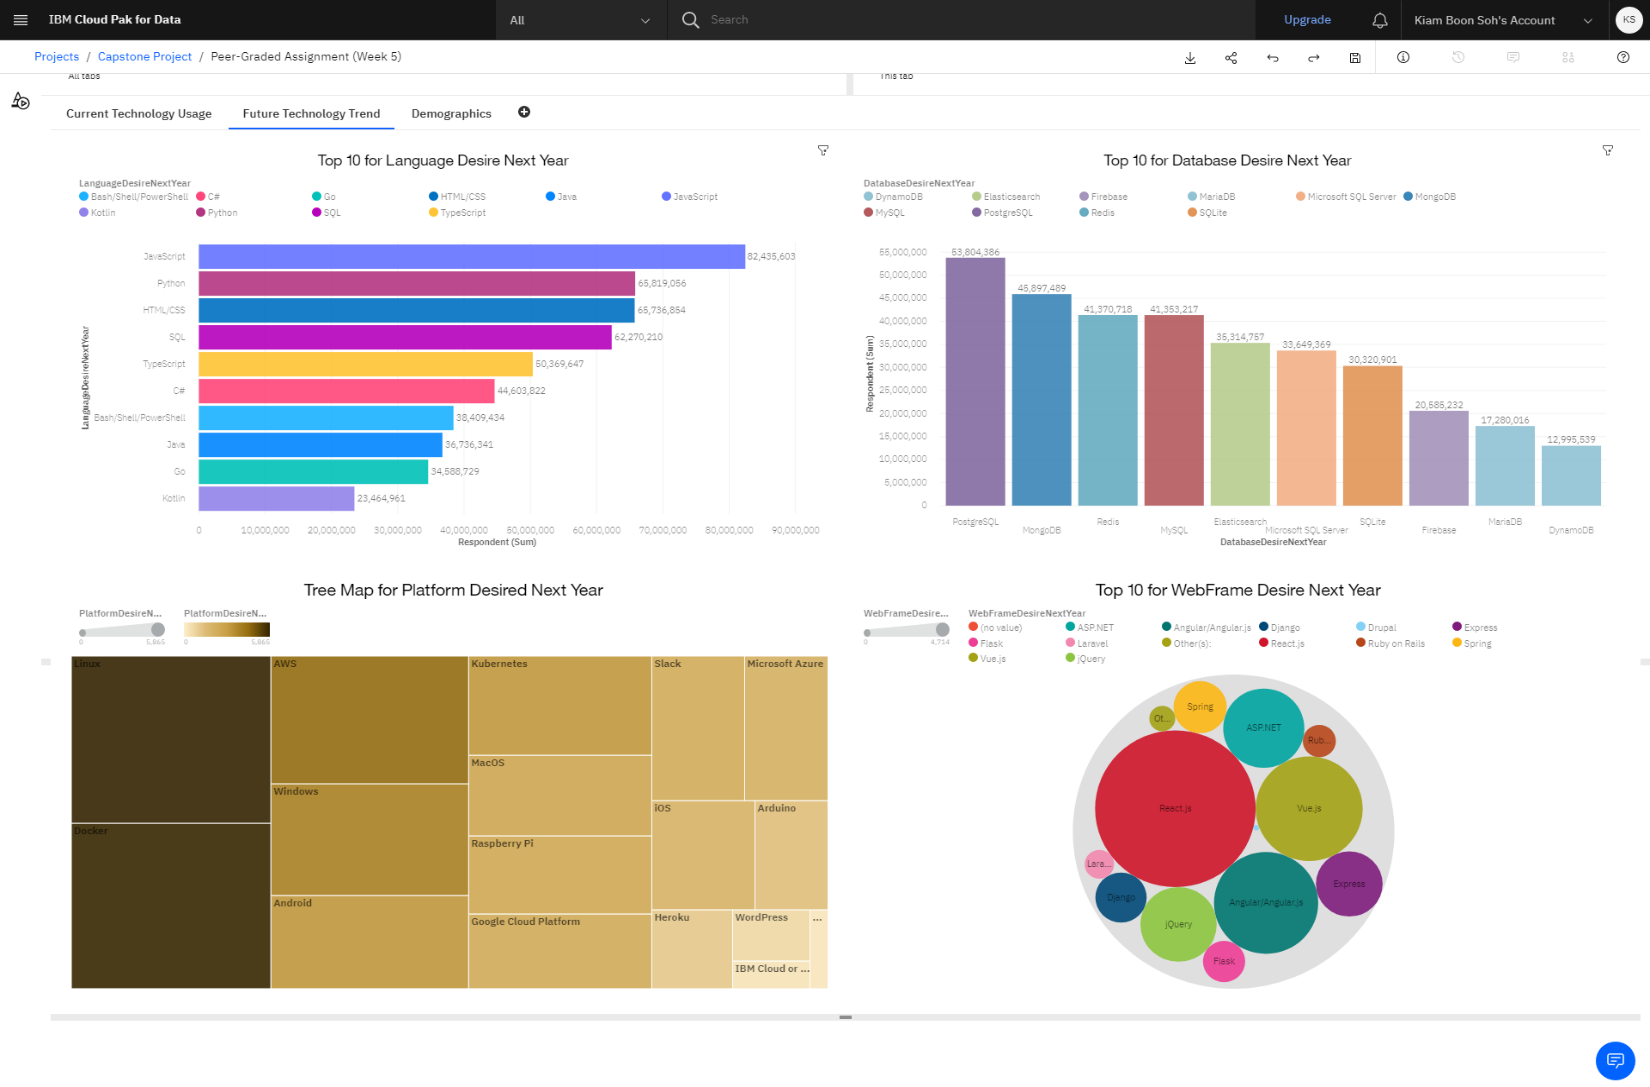 IBM Cloud Pak for Data
All
Search
Upgrade
Kiam Boon Soh's Account
KS
Projects / Capstone Project / Peer-Graded Assignment (Week 5)
All tabs
This tab
Current Technology Usage
Future Technology Trend
Demographics
Top 10 for Language Desire Next Year
LanguageDesireNextYear
Bash/Shell/PowerShell C# Go HTML/CSS Java JavaScript
Kotlin Python SQL TypeScript
LanguageDesireNextYear
JavaScript 82,435,603
Python 65,819,056
HTML/CSS 65,736,854
SQL 62,270,210
TypeScript 50,369,647
C# 44,603,822
Bash/Shell/PowerShell 38,409,434
Java 36,736,341
Go 34,588,729
Kotlin 23,464,961
0 10,000,000 20,000,000 30,000,000 40,000,000 50,000,000 60,000,000 70,000,000 80,000,000 90,000,000
Respondent (Sum)
Top 10 for Database Desire Next Year
DatabaseDesireNextYear
DynamoDB Elasticsearch Firebase MariaDB Microsoft SQL Server MongoDB
MySQL PostgreSQL Redis SQLite
Respondent (Sum)
55,000,000
50,000,000
45,000,000
40,000,000
35,000,000
30,000,000
25,000,000
20,000,000
15,000,000
10,000,000
5,000,000
0
53,804,386
45,897,489
41,370,718
41,353,217
35,314,757
33,649,369
30,320,901
20,585,232
17,280,016
12,995,539
PostgreSQL MongoDB Redis MySQL Elasticsearch Microsoft SQL Server SQLite Firebase MariaDB DynamoDB
DatabaseDesireNextYear
Tree Map for Platform Desired Next Year
PlatformDesireN... PlatformDesireN...
0 5,865 0 5,865
Linux
Docker
AWS
Windows
Android
Kubernetes
MacOS
Raspberry Pi
Google Cloud Platform
Slack
Microsoft Azure
iOS
Arduino
Heroku
WordPress
...
IBM Cloud or ...
Top 10 for WebFrame Desire Next Year
WebFrameDesire... WebFrameDesireNextYear
0 4,714
(no value) ASP.NET Angular/Angular.js Django Drupal Express
Flask Laravel Other(s): React.js Ruby on Rails Spring
Vue.js jQuery
Spring
Ot...
ASP.NET
Rub...
React.js
Vue.js
Lara...
Django
Express
Angular/Angular.js
jQuery
Flask